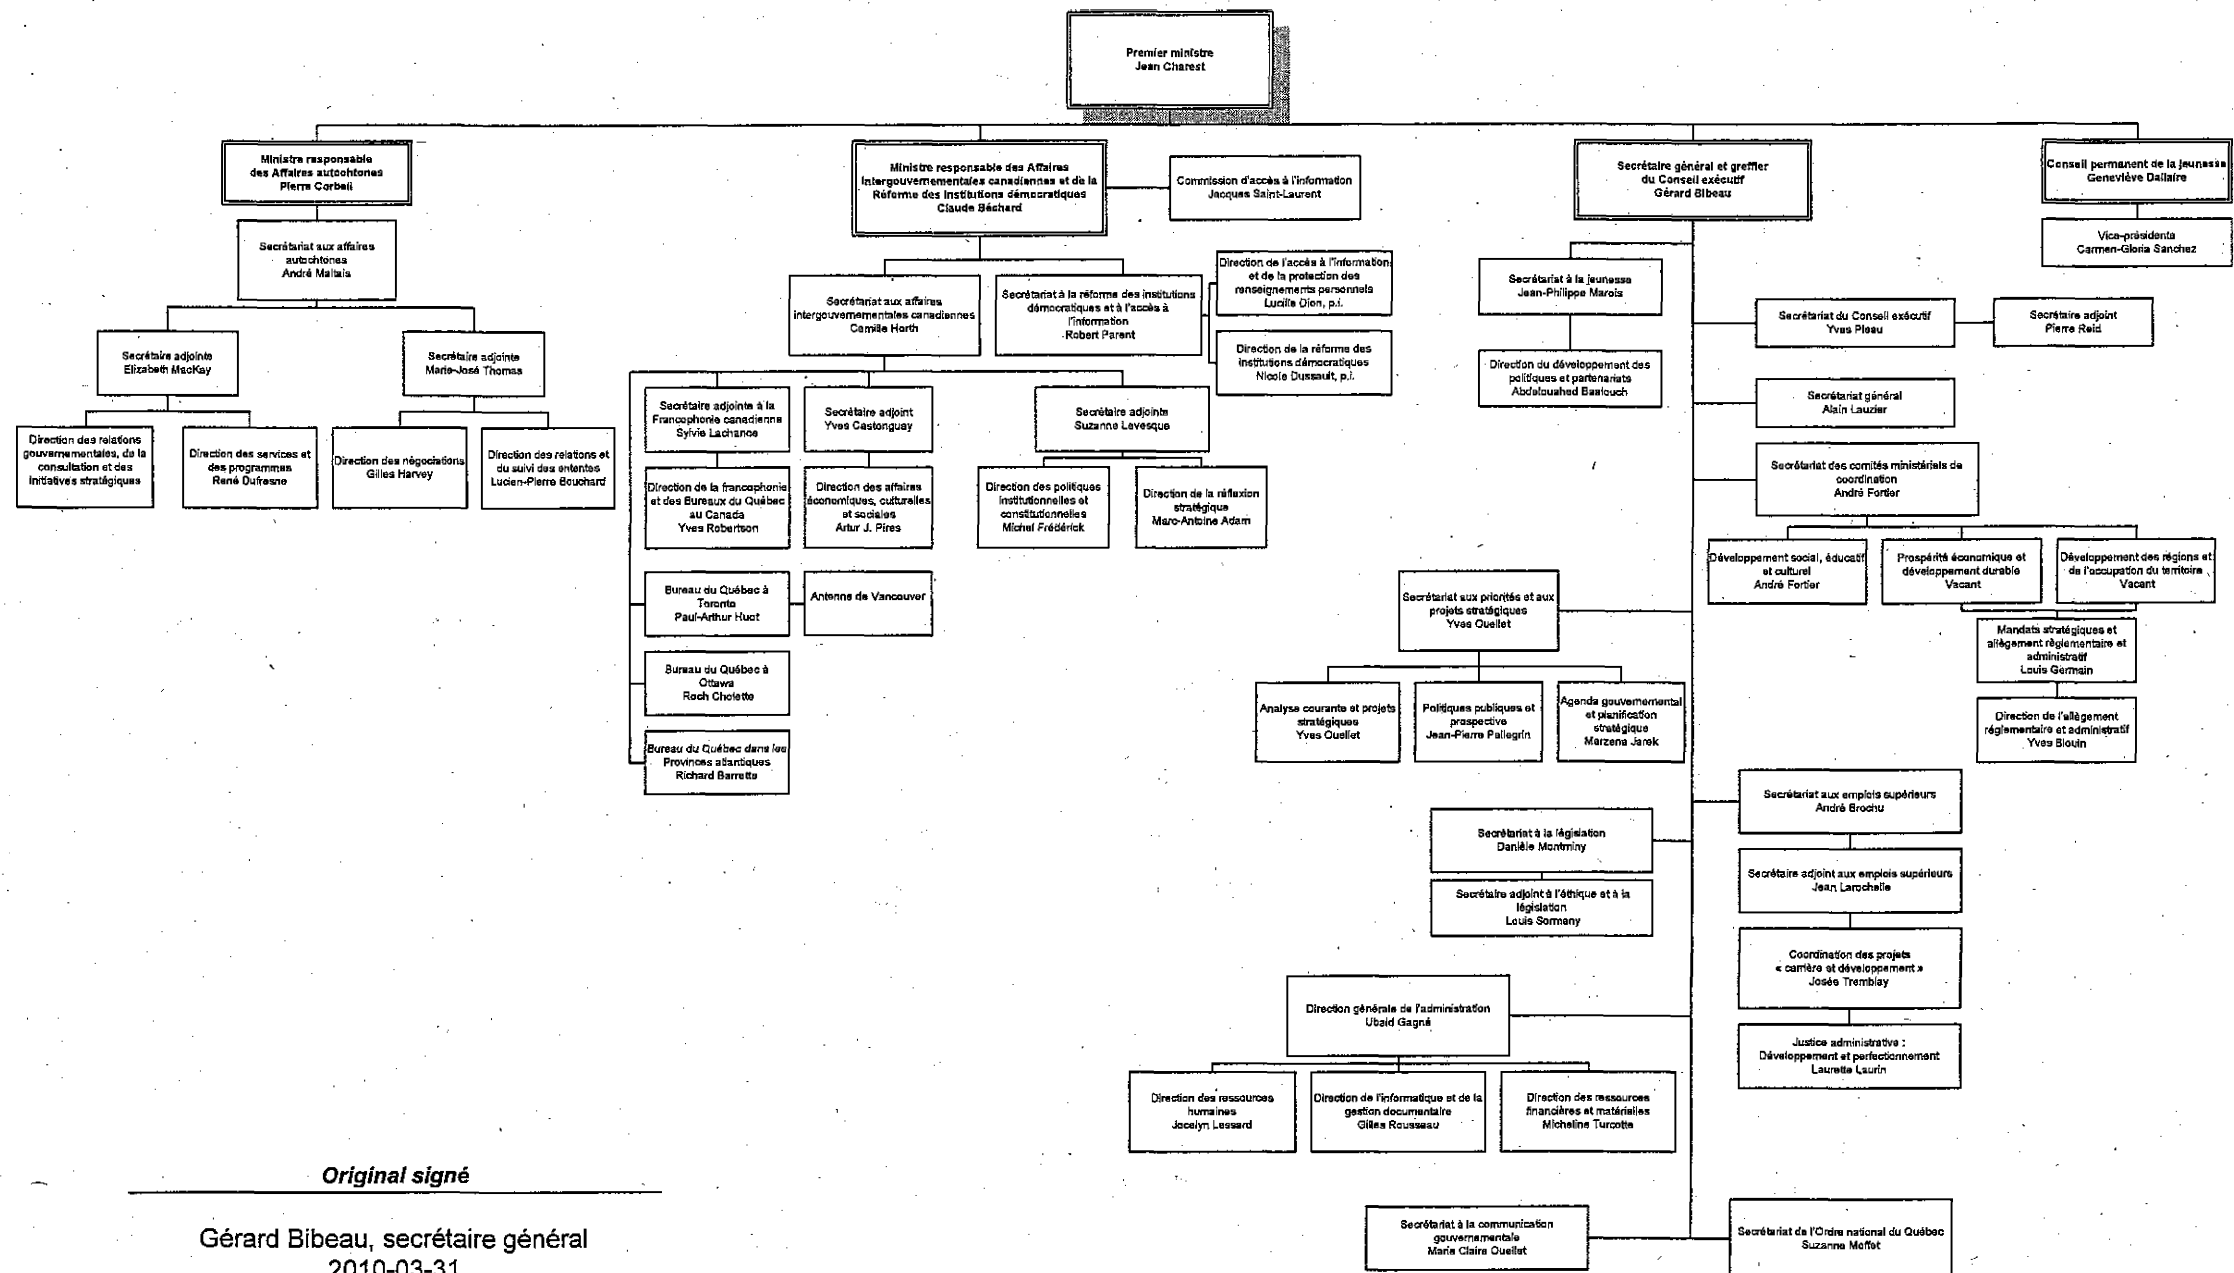 Premier ministre
Jean Charest
Ministre responsable
des Affaires autochtones
Pierre Corbeil
Ministre responsable des Affaires
Intergouvernementales canadiennes et de la
Réforme des Institutions démocratiques
Claude Béchard
Commission d'accès à l'information
Jacques Saint-Laurent
Secrétaire général et greffier
du Conseil exécutif
Gérard Bibeau
Conseil permanent de la jeunesse
Geneviève Dallaire
Vice-présidente
Carmen-Gloria Sanchez
Secrétariat aux affaires
autochtones
André Maltais
Secrétaire adjointe
Elizabeth MacKay
Secrétaire adjointe
Marie-José Thomas
Direction des relations
gouvernementales, de la
consultation et des
initiatives stratégiques
Direction des services et
des programmes
René Dufresne
Direction des négociations
Gilles Harvey
Direction des relations et
du suivi des ententes
Lucien-Pierre Bouchard
Secrétariat aux affaires
intergouvernementales canadiennes
Camille Horth
Secrétariat à la réforme des institutions
démocratiques et à l'accès à
l'information
Robert Parent
Direction de l'accès à l'information
et de la protection des
renseignements personnels
Lucille Dion, p.i.
Direction de la réforme des
institutions démocratiques
Nicole Dussault, p.i.
Secrétaire adjointe à la
Francophonie canadienne
Sylvie Lachance
Secrétaire adjoint
Yves Castonguay
Secrétaire adjointe
Suzanne Levesque
Direction de la francophonie
et des Bureaux du Québec
au Canada
Yves Robertson
Direction des affaires
économiques, culturelles
et sociales
Artur J. Pires
Direction des politiques
institutionnelles et
constitutionnelles
Michel Frédérick
Direction de la réflexion
stratégique
Marc-Antoine Adam
Bureau du Québec à
Toronto
Paul-Arthur Huot
Antenne de Vancouver
Bureau du Québec à
Ottawa
Roch Cholette
Bureau du Québec dans les
Provinces atlantiques
Richard Barrette
Secrétariat à la jeunesse
Jean-Philippe Marois
Direction du développement des
politiques et partenariats
Abdelouahed Baalouch
Secrétariat du Conseil exécutif
Yves Pleau
Secrétaire adjoint
Pierre Reid
Secrétariat général
Alain Lauzier
Secrétariat des comités ministériels de
coordination
André Fortier
Développement social, éducatif
et culturel
André Fortier
Prospérité économique et
développement durable
Vacant
Développement des régions et
de l'occupation du territoire
Vacant
Mandats stratégiques et
allègement règlementaire et
administratif
Louis Germain
Direction de l'allègement
réglementaire et administratif
Yves Blouin
Secrétariat aux priorités et aux
projets stratégiques
Yves Ouellet
Analyse courante et projets
stratégiques
Yves Ouellet
Politiques publiques et
prospective
Jean-Pierre Pellegrin
Agenda gouvernemental
et planification
stratégique
Marzena Jarek
Secrétariat aux emplois supérieurs
André Brochu
Secrétaire adjoint aux emplois supérieurs
Jean Larochelle
Coordination des projets
« carrière et développement »
Josée Tremblay
Justice administrative :
Développement et perfectionnement
Laurette Laurin
Secrétariat à la législation
Danièle Montminy
Secrétaire adjoint à l'éthique et à la
législation
Louis Sormany
Direction générale de l'administration
Ubald Gagné
Direction des ressources
humaines
Jocelyn Lessard
Direction de l'informatique et de la
gestion documentaire
Gilles Rousseau
Direction des ressources
financières et matérielles
Micheline Turcotte
Secrétariat à la communication
gouvernementale
Marie Claire Ouellet
Secrétariat de l'Ordre national du Québec
Suzanne Moffet
Original signé
Gérard Bibeau, secrétaire général
2010-03-31